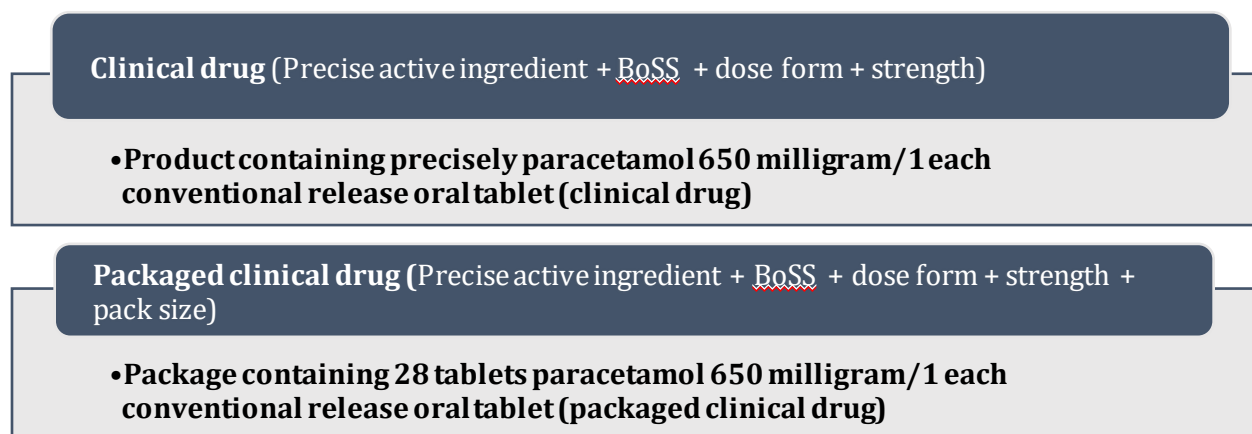 Clinical drug (Precise active ingredient + BoSS + dose form + strength)
•Product containing precisely paracetamol 650 milligram/1 each
conventional release oral tablet (clinical drug)
Packaged clinical drug (Precise active ingredient + BoSS + dose form + strength +
pack size)
•Package containing 28 tablets paracetamol 650 milligram/1 each
conventional release oral tablet (packaged clinical drug)